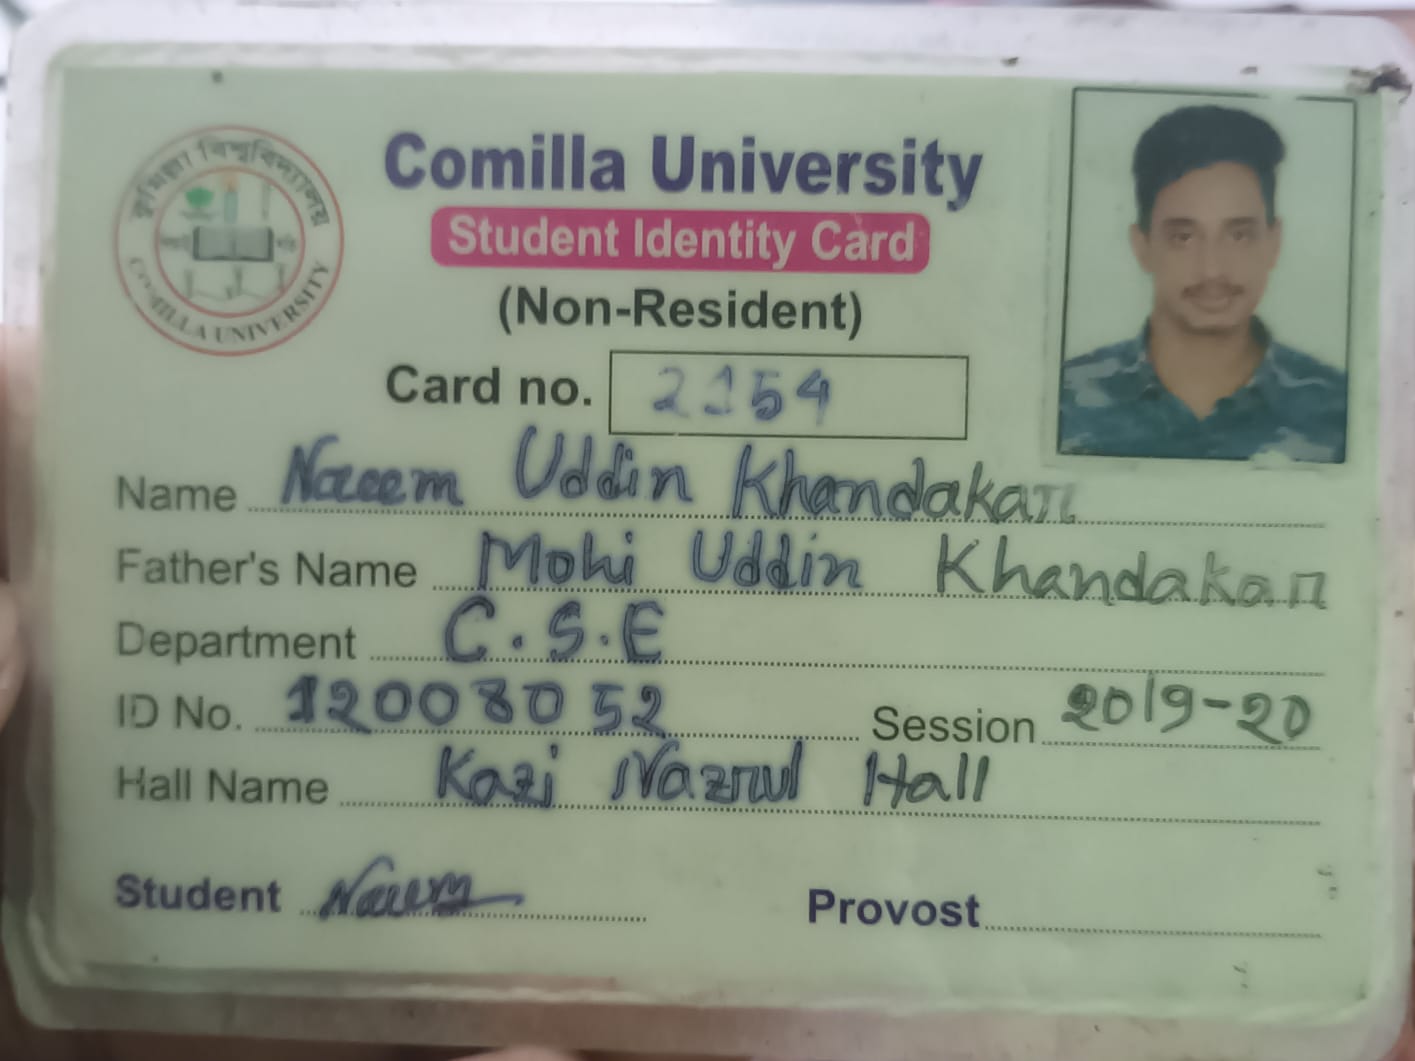 কুমিল্লা বিশ্ববিদ্যালয়
COMILLA UNIVERSITY
Comilla University
Student Identity Card
(Non-Resident)
Card no. 2154
Name Naeem Uddin Khandakar
Father's Name Mohi Uddin Khandakar
Department C.S.E
ID No. 12008052 Session 2019-20
Hall Name Kazi Nazrul Hall
Student Naeem Provost